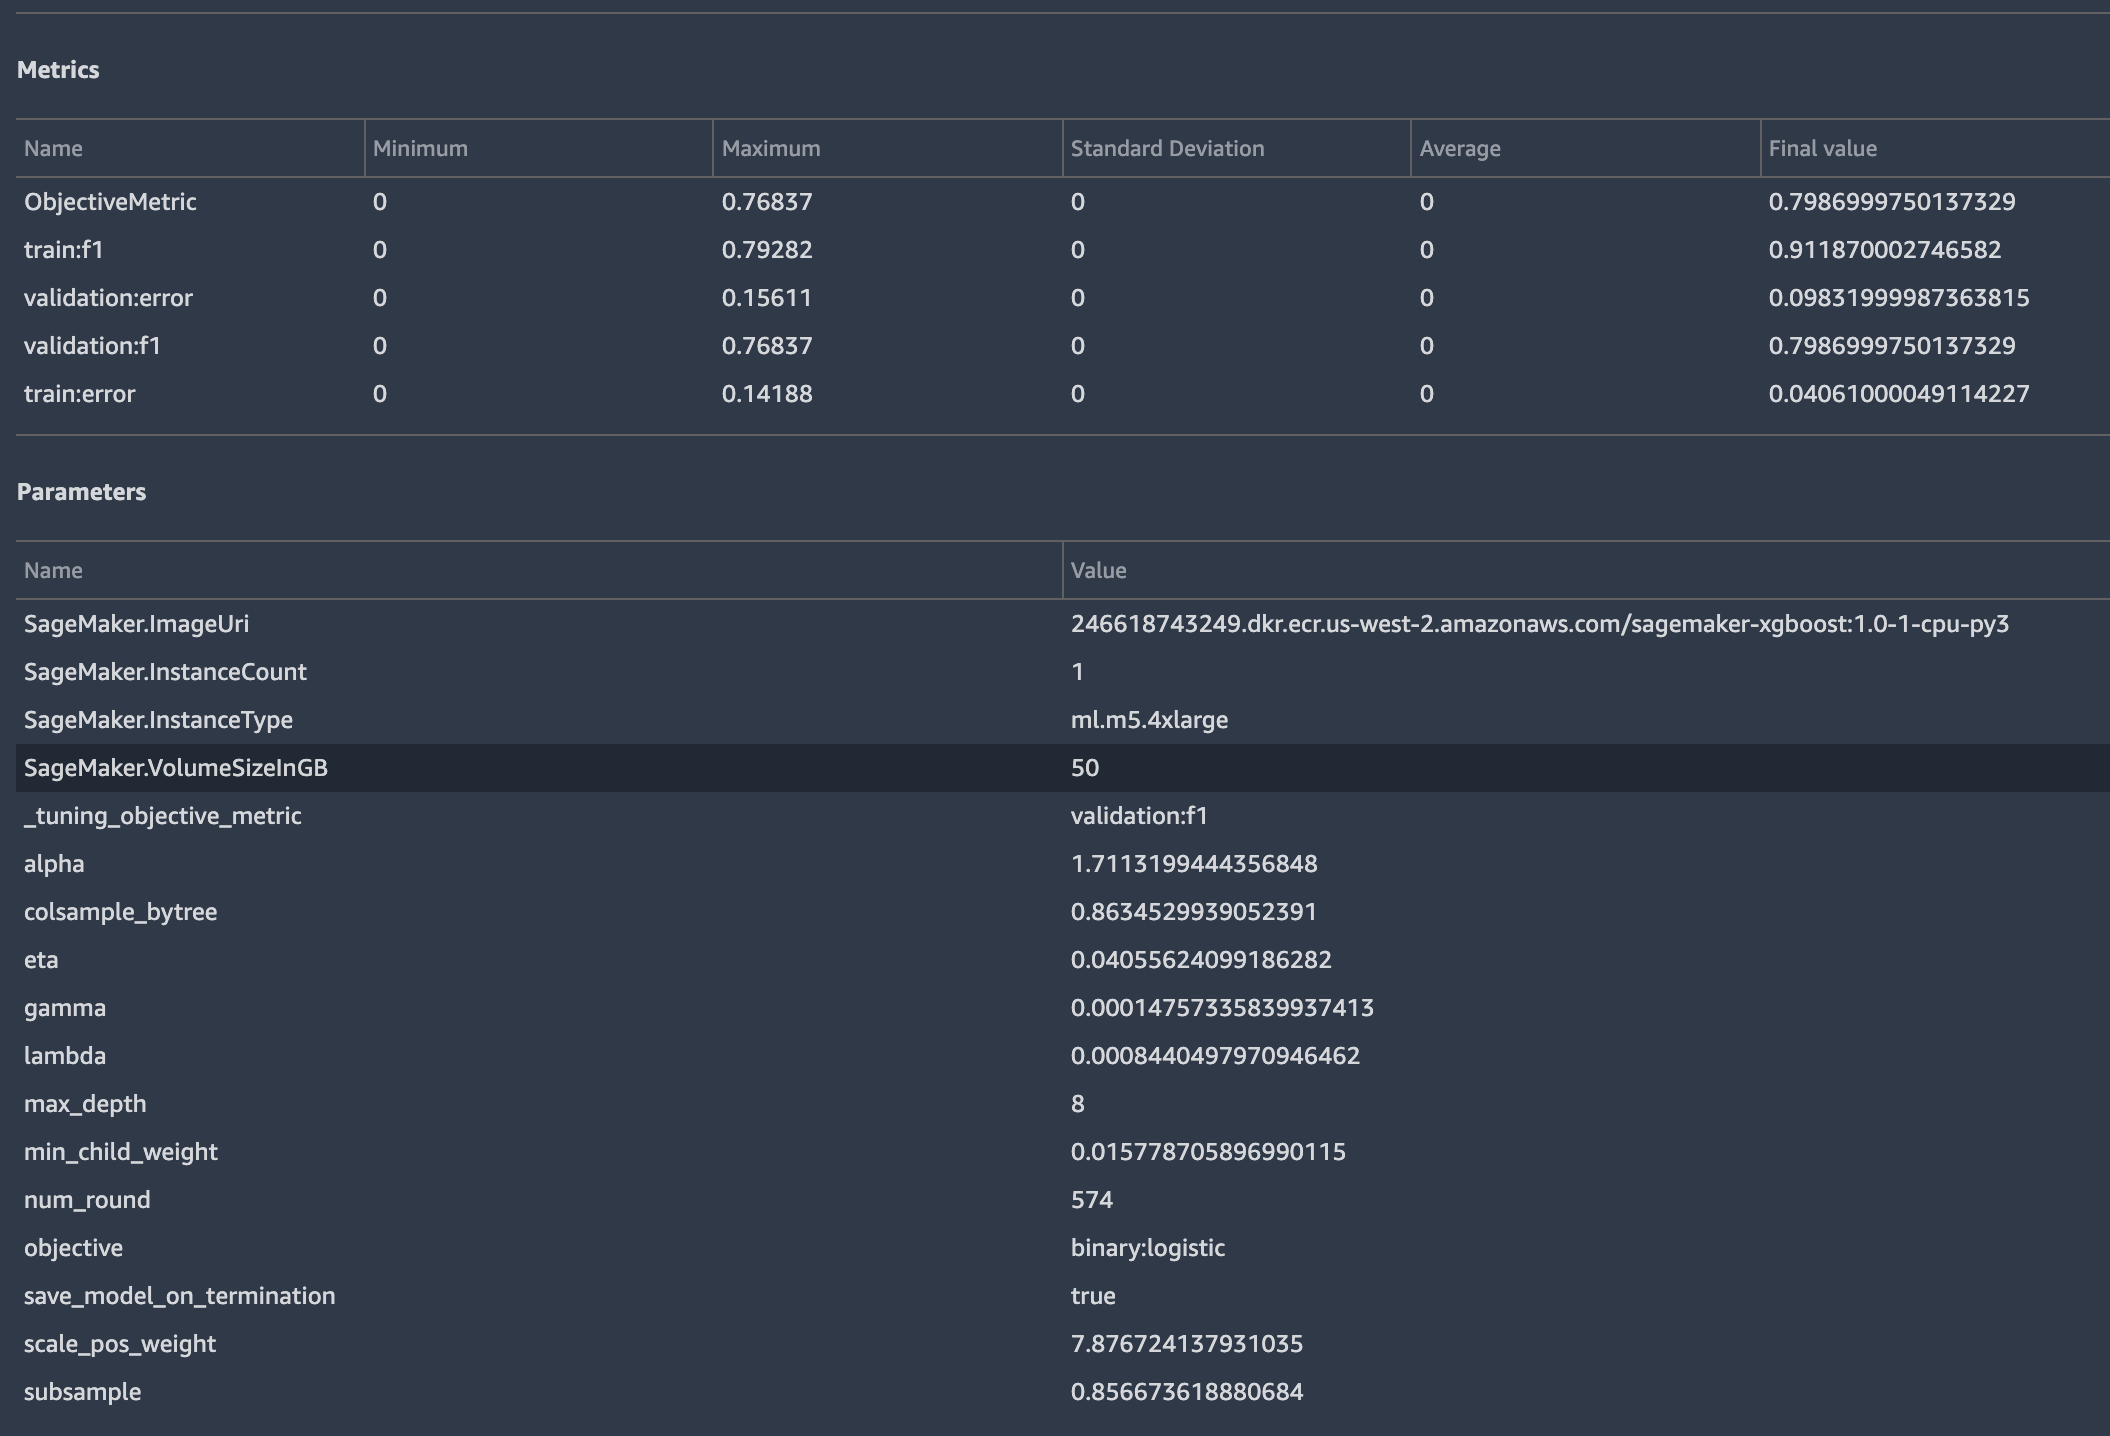 Metrics
Name Minimum Maximum Standard Deviation Average Final value
ObjectiveMetric 0 0.76837 0 0 0.7986999750137329
train:f1 0 0.79282 0 0 0.911870002746582
validation:error 0 0.15611 0 0 0.09831999987363815
validation:f1 0 0.76837 0 0 0.7986999750137329
train:error 0 0.14188 0 0 0.04061000049114227
Parameters
Name Value
SageMaker.ImageUri 246618743249.dkr.ecr.us-west-2.amazonaws.com/sagemaker-xgboost:1.0-1-cpu-py3
SageMaker.InstanceCount 1
SageMaker.InstanceType ml.m5.4xlarge
SageMaker.VolumeSizeInGB 50
_tuning_objective_metric validation:f1
alpha 1.7113199444356848
colsample_bytree 0.8634529939052391
eta 0.04055624099186282
gamma 0.00014757335839937413
lambda 0.0008440497970946462
max_depth 8
min_child_weight 0.015778705896990115
num_round 574
objective binary:logistic
save_model_on_termination true
scale_pos_weight 7.876724137931035
subsample 0.856673618880684